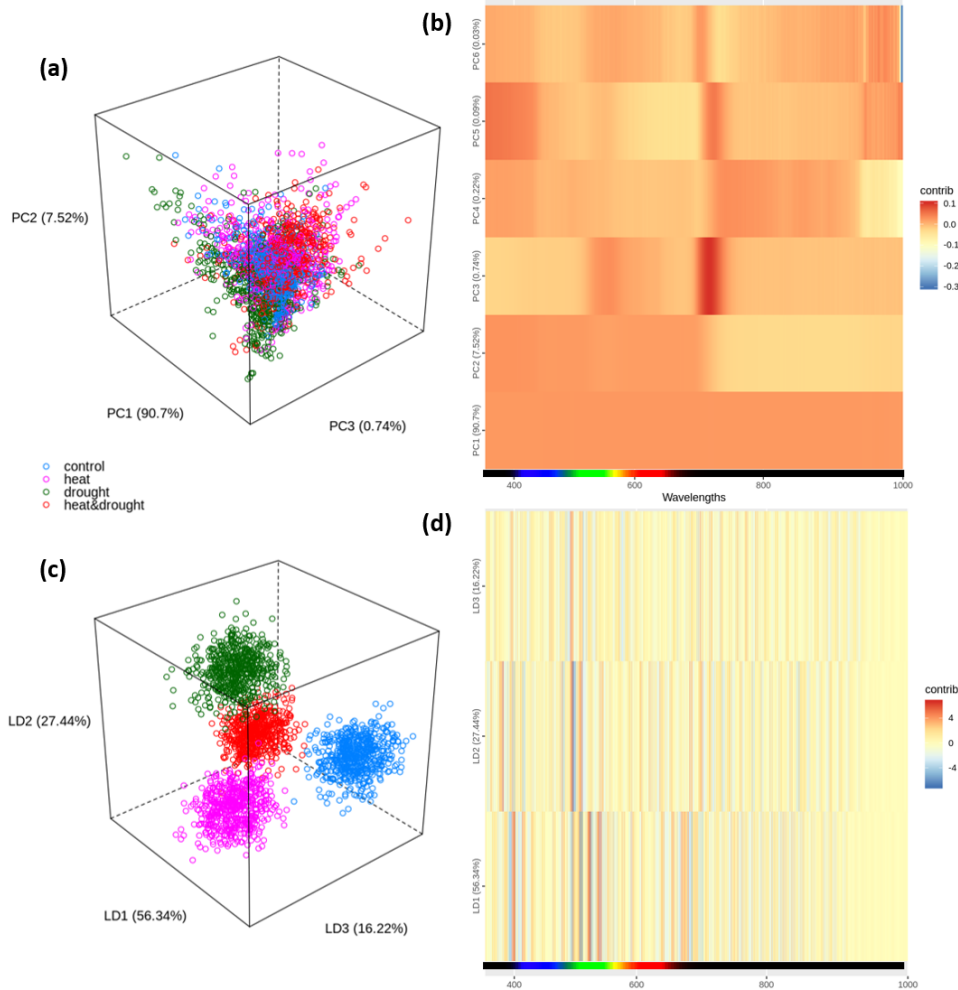 (a)
PC2 (7.52%)
PC1 (90.7%)
PC3 (0.74%)
control
heat
drought
heat&drought
(b)
PC6 (0.03%)
PC5 (0.09%)
PC4 (0.22%)
PC3 (0.74%)
PC2 (7.52%)
PC1 (90.7%)
400
600
800
1000
Wavelengths
contrib
0.1
0.0
-0.1
-0.2
-0.3
(c)
LD2 (27.44%)
LD1 (56.34%)
LD3 (16.22%)
(d)
LD3 (16.22%)
LD2 (27.44%)
LD1 (56.34%)
400
600
800
1000
contrib
4
0
-4